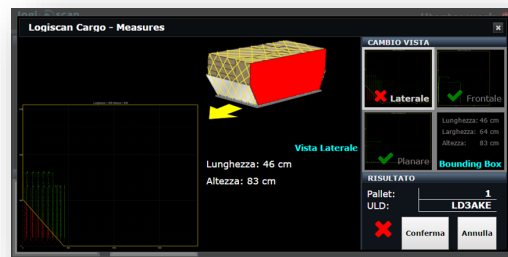 Logiscan Cargo - Measures
CAMBIO VISTA
Laterale
Frontale
Planare
Lunghezza: 46 cm
Larghezza: 64 cm
Altezza: 83 cm
Bounding Box
Vista Laterale
Lunghezza: 46 cm
Altezza: 83 cm
RISULTATO
Pallet: 1
ULD: LD3AKE
Conferma
Annulla